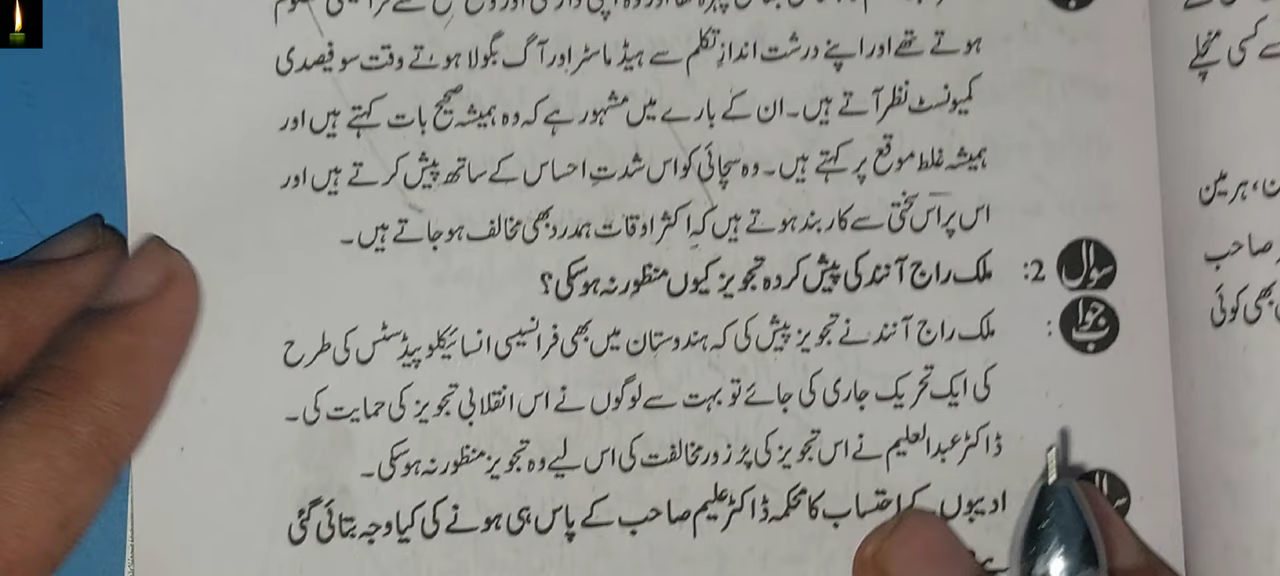 ہوتے تھے اور اپنے درشت اندازِ تکلم سے ہیڈ ماسٹر اور آگ بگولا ہوتے وقت سو فیصدی
کمیونسٹ نظر آتے ہیں۔ ان کے بارے میں مشہور ہے کہ وہ ہمیشہ صحیح بات کہتے ہیں اور
ہمیشہ غلط موقع پر کہتے ہیں۔ وہ سچائی کو اس شدتِ احساس کے ساتھ پیش کرتے ہیں اور
اس پر اس سختی سے کاربند ہوتے ہیں کہ اکثر اوقات ہمدرد بھی مخالف ہو جاتے ہیں۔
سوال 2: ملک راج آنند کی پیش کردہ تجویز کیوں منظور نہ ہو سکی؟
جواب : ملک راج آنند نے تجویز پیش کی کہ ہندوستان میں بھی فرانسیسی انسائیکلو پیڈسٹس کی طرح
کی ایک تحریک جاری کی جائے تو بہت سے لوگوں نے اس انقلابی تجویز کی حمایت کی۔
ڈاکٹر عبدالعلیم نے اس تجویز کی پر زور مخالفت کی اس لیے وہ تجویز منظور نہ ہو سکی۔
ادیبوں کے احتساب کا محکمہ ڈاکٹر علیم صاحب کے پاس ہی ہونے کی کیا وجہ بتائی گئی
سے کسی منچلے
ہر مین
صاحب
بھی کوئی